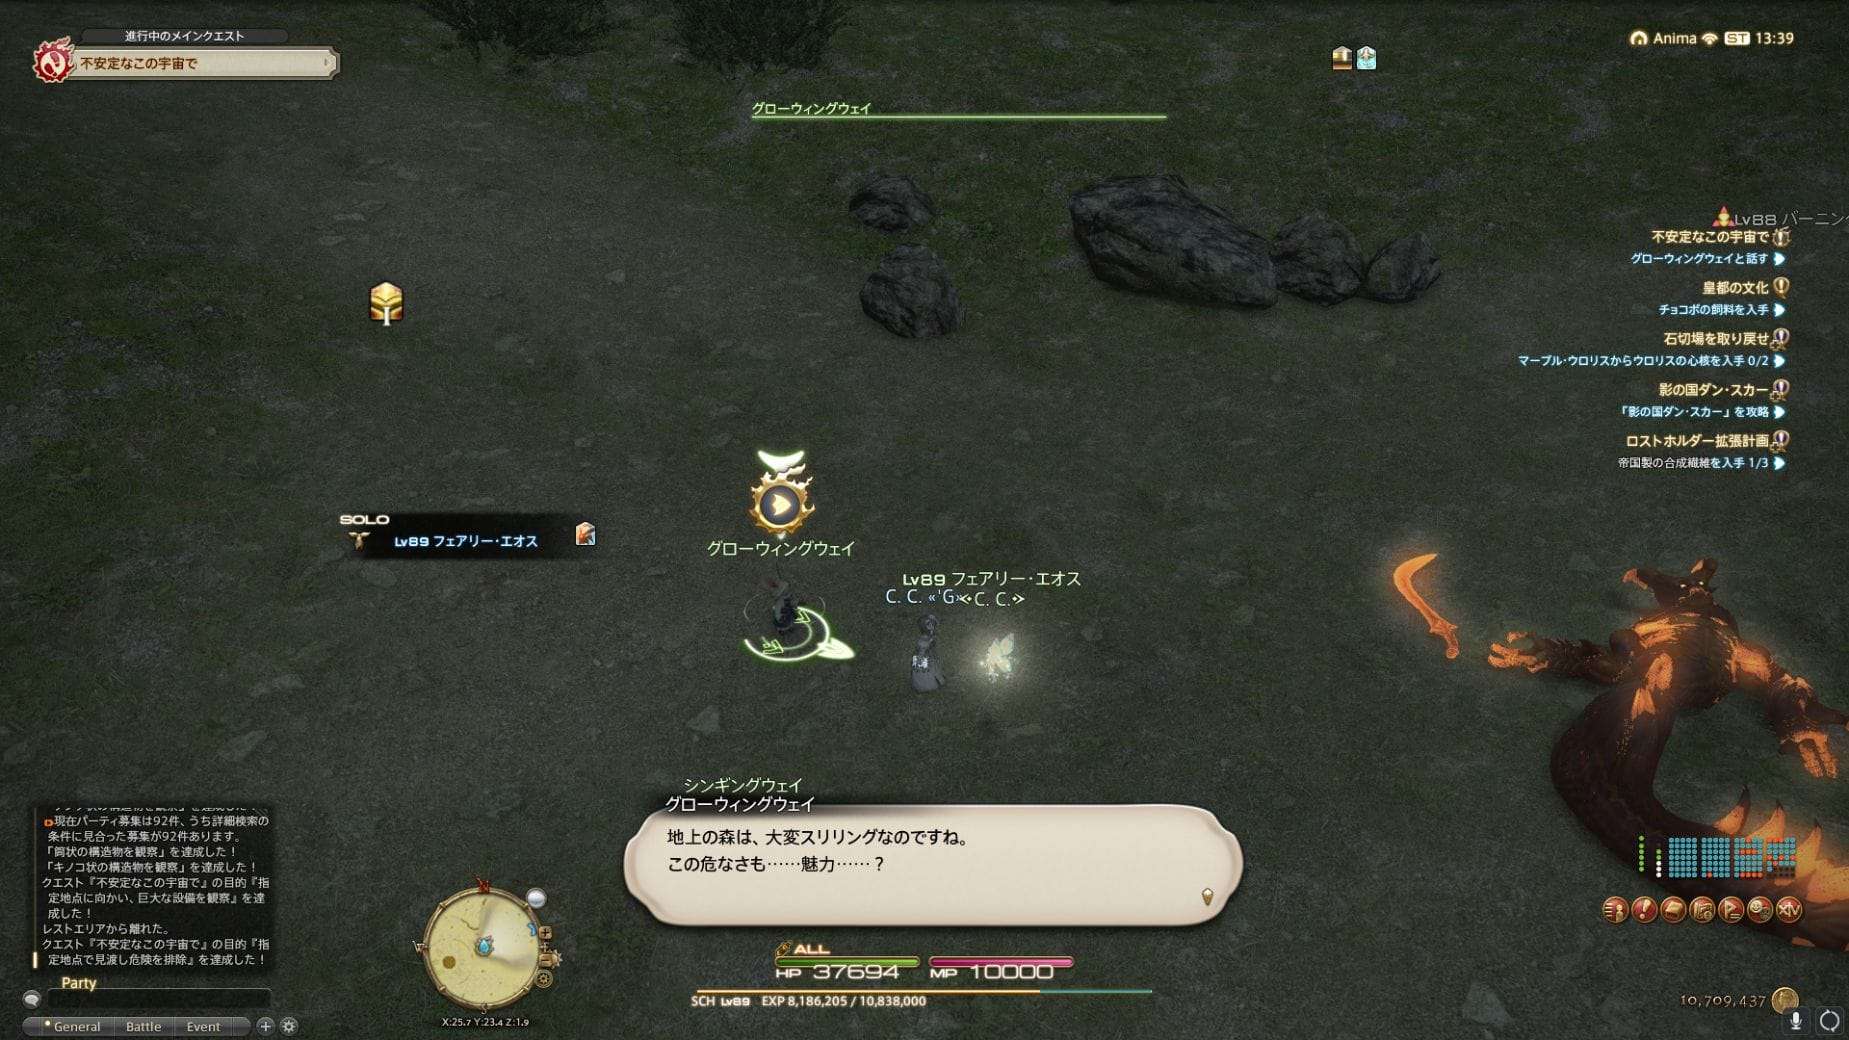 進行中のメインクエスト
不安定なこの宇宙で
Anima ST 13:39
グローウィングウェイ
Lv88 バーニン
不安定なこの宇宙で
グローウィングウェイと話す
皇都の文化
チョコボの飼料を入手
石切場を取り戻せ
マーブル・ウロリスからウロリスの心核を入手 0/2
影の国ダン・スカー
「影の国ダン・スカー」を攻略
ロストホルダー拡張計画
帝国製の合成繊維を入手 1/3
SOLO
Lv89 フェアリー・エオス
グローウィングウェイ
Lv89 フェアリー・エオス
C. C. «'G»
C. C.
シンギングウェイ
グローウィングウェイ
地上の森は、大変スリリングなのですね。
この危なさも……魅力……？
現在パーティ募集は92件、うち詳細検索の
条件に見合った募集が92件あります。
「筒状の構造物を観察」を達成した！
「キノコ状の構造物を観察」を達成した！
クエスト『不安定なこの宇宙で』の目的『指
定地点に向かい、巨大な設備を観察』を達
成した！
レストエリアから離れた。
クエスト『不安定なこの宇宙で』の目的『指
定地点で見渡し危険を排除』を達成した！
Party
General Battle Event
X:25.7 Y:23.4 Z:1.9
ALL
HP 37694 MP 10000
SCH Lv89 EXP 8,186,205 / 10,838,000
XIV
10,709,437